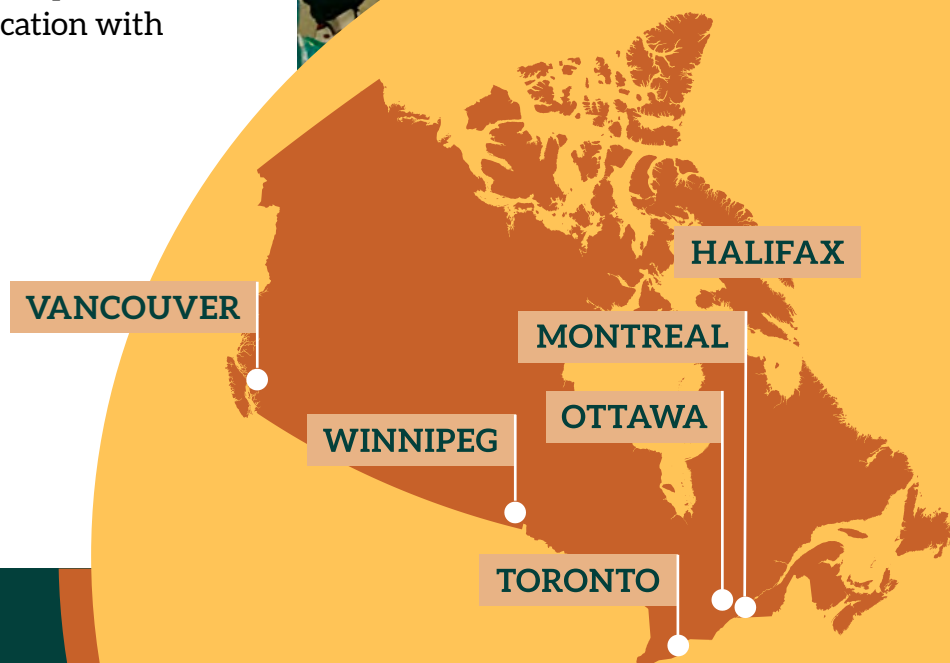 cation with
HALIFAX
VANCOUVER
MONTREAL
OTTAWA
WINNIPEG
TORONTO